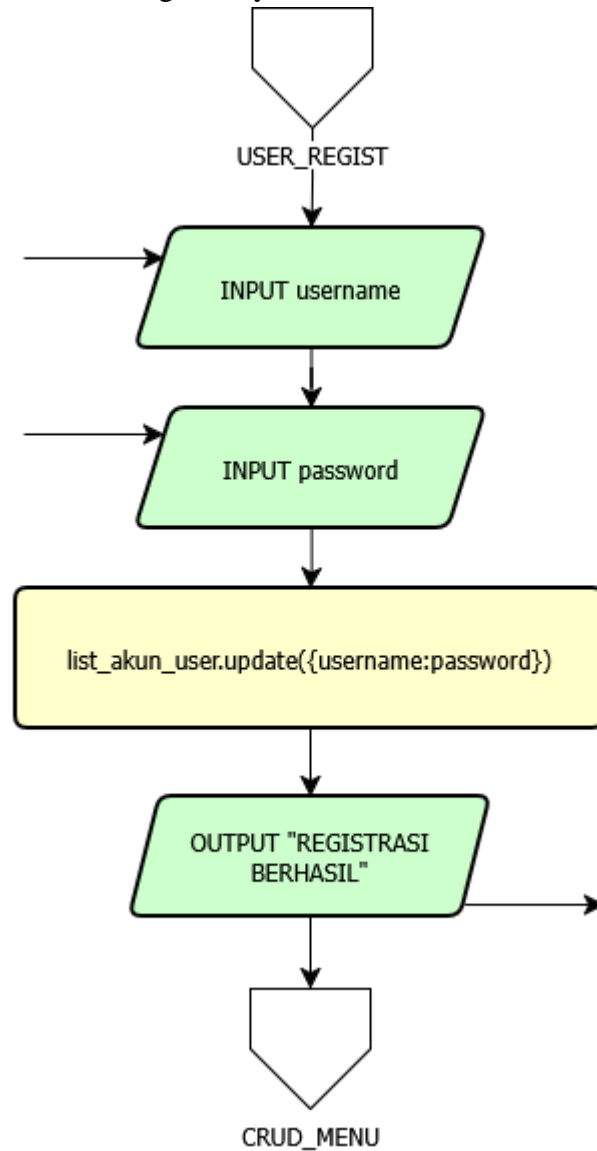 USER_REGIST
INPUT username
INPUT password
list_akun_user.update({username:password})
OUTPUT "REGISTRASI
BERHASIL"
CRUD_MENU